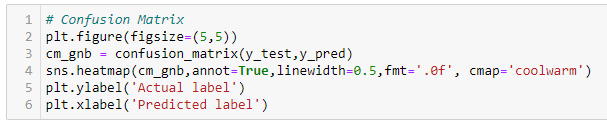 1 # Confusion Matrix
2 plt.figure(figsize=(5,5))
3 cm_gnb = confusion_matrix(y_test,y_pred)
4 sns.heatmap(cm_gnb,annot=True,linewidth=0.5,fmt='.0f', cmap='coolwarm')
5 plt.ylabel('Actual label')
6 plt.xlabel('Predicted label')